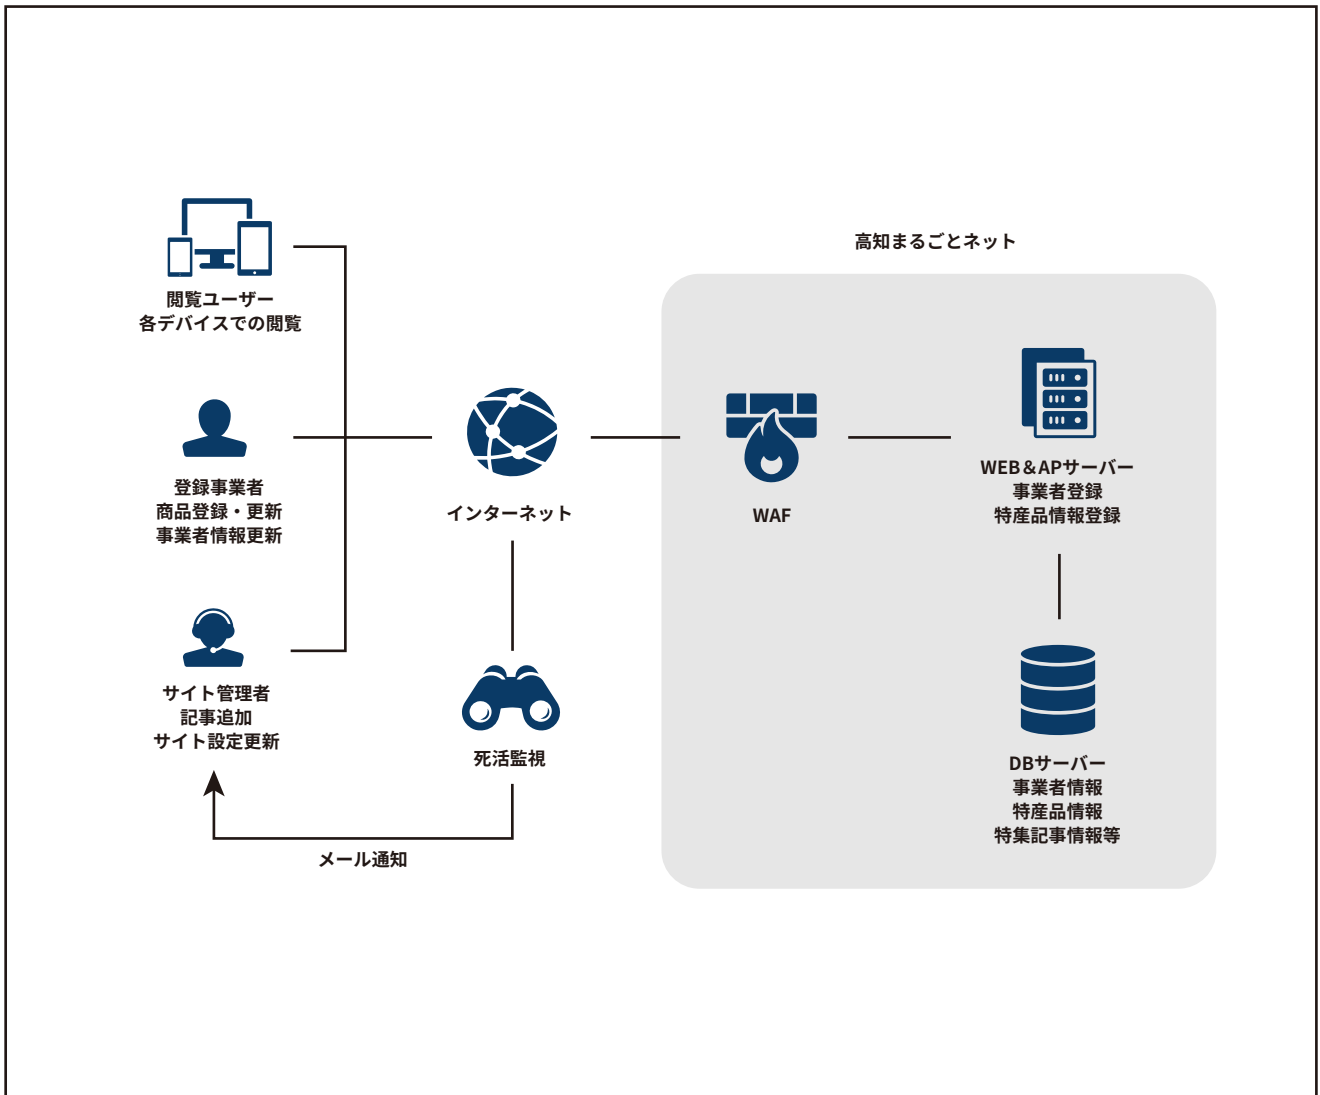 高知まるごとネット
閲覧ユーザー
各デバイスでの閲覧
登録事業者
商品登録・更新
事業者情報更新
インターネット
WAF
WEB&APサーバー
事業者登録
特産品情報登録
サイト管理者
記事追加
サイト設定更新
死活監視
メール通知
DBサーバー
事業者情報
特産品情報
特集記事情報等